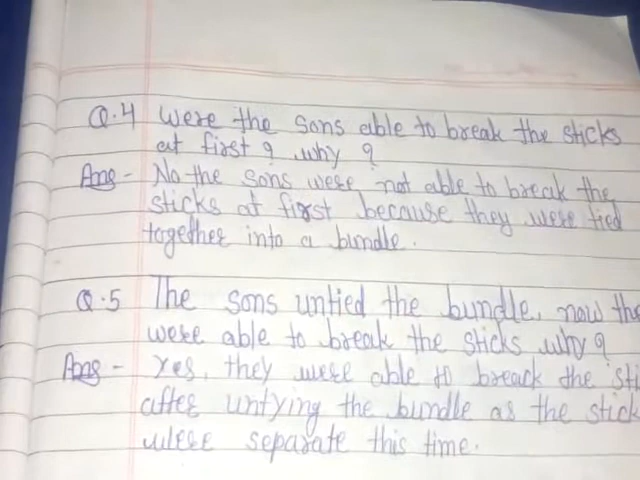 Q.4 Were the sons able to break the sticks
at first ? why ?
Ans - No the sons were not able to break the
sticks at first because they were tied
together into a bundle.
Q.5 The sons untied the bundle, now the
were able to break the sticks why ?
Ans - Yes, they were able to breack the sti
after untying the bundle as the stick
were separate this time.